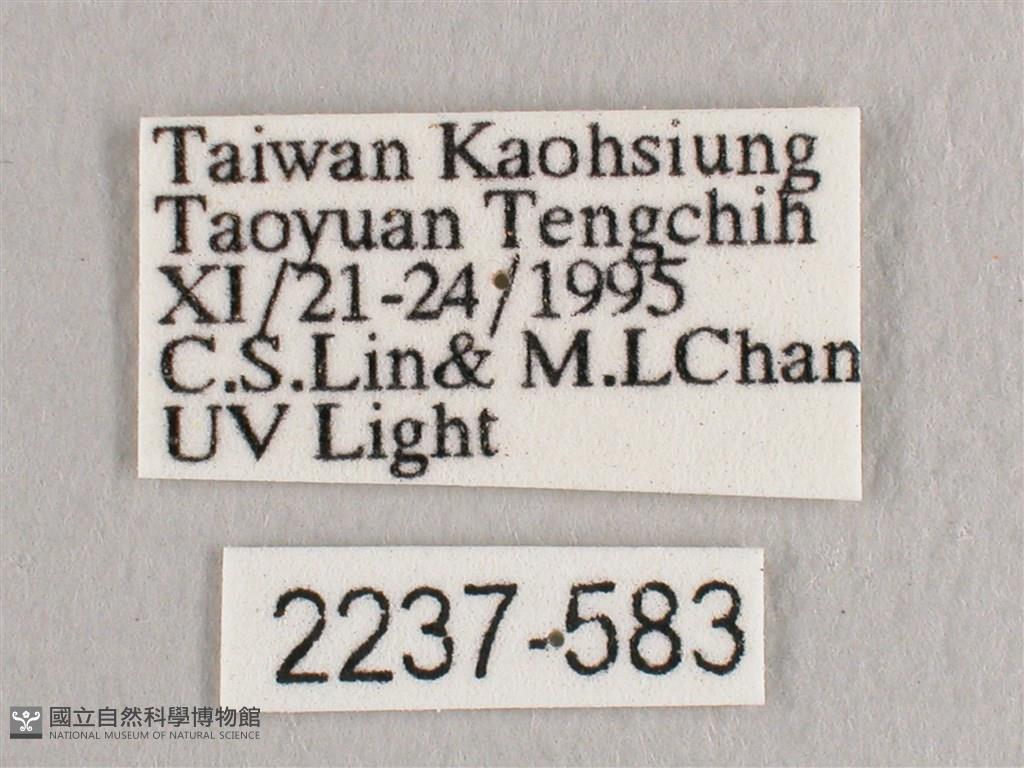 Taiwan Kaohsiung
Taoyuan Tengchih
XI/21-24/1995
C.S.Lin& M.LChan
UV Light
2237-583
國立自然科學博物館
NATIONAL MUSEUM OF NATURAL SCIENCE